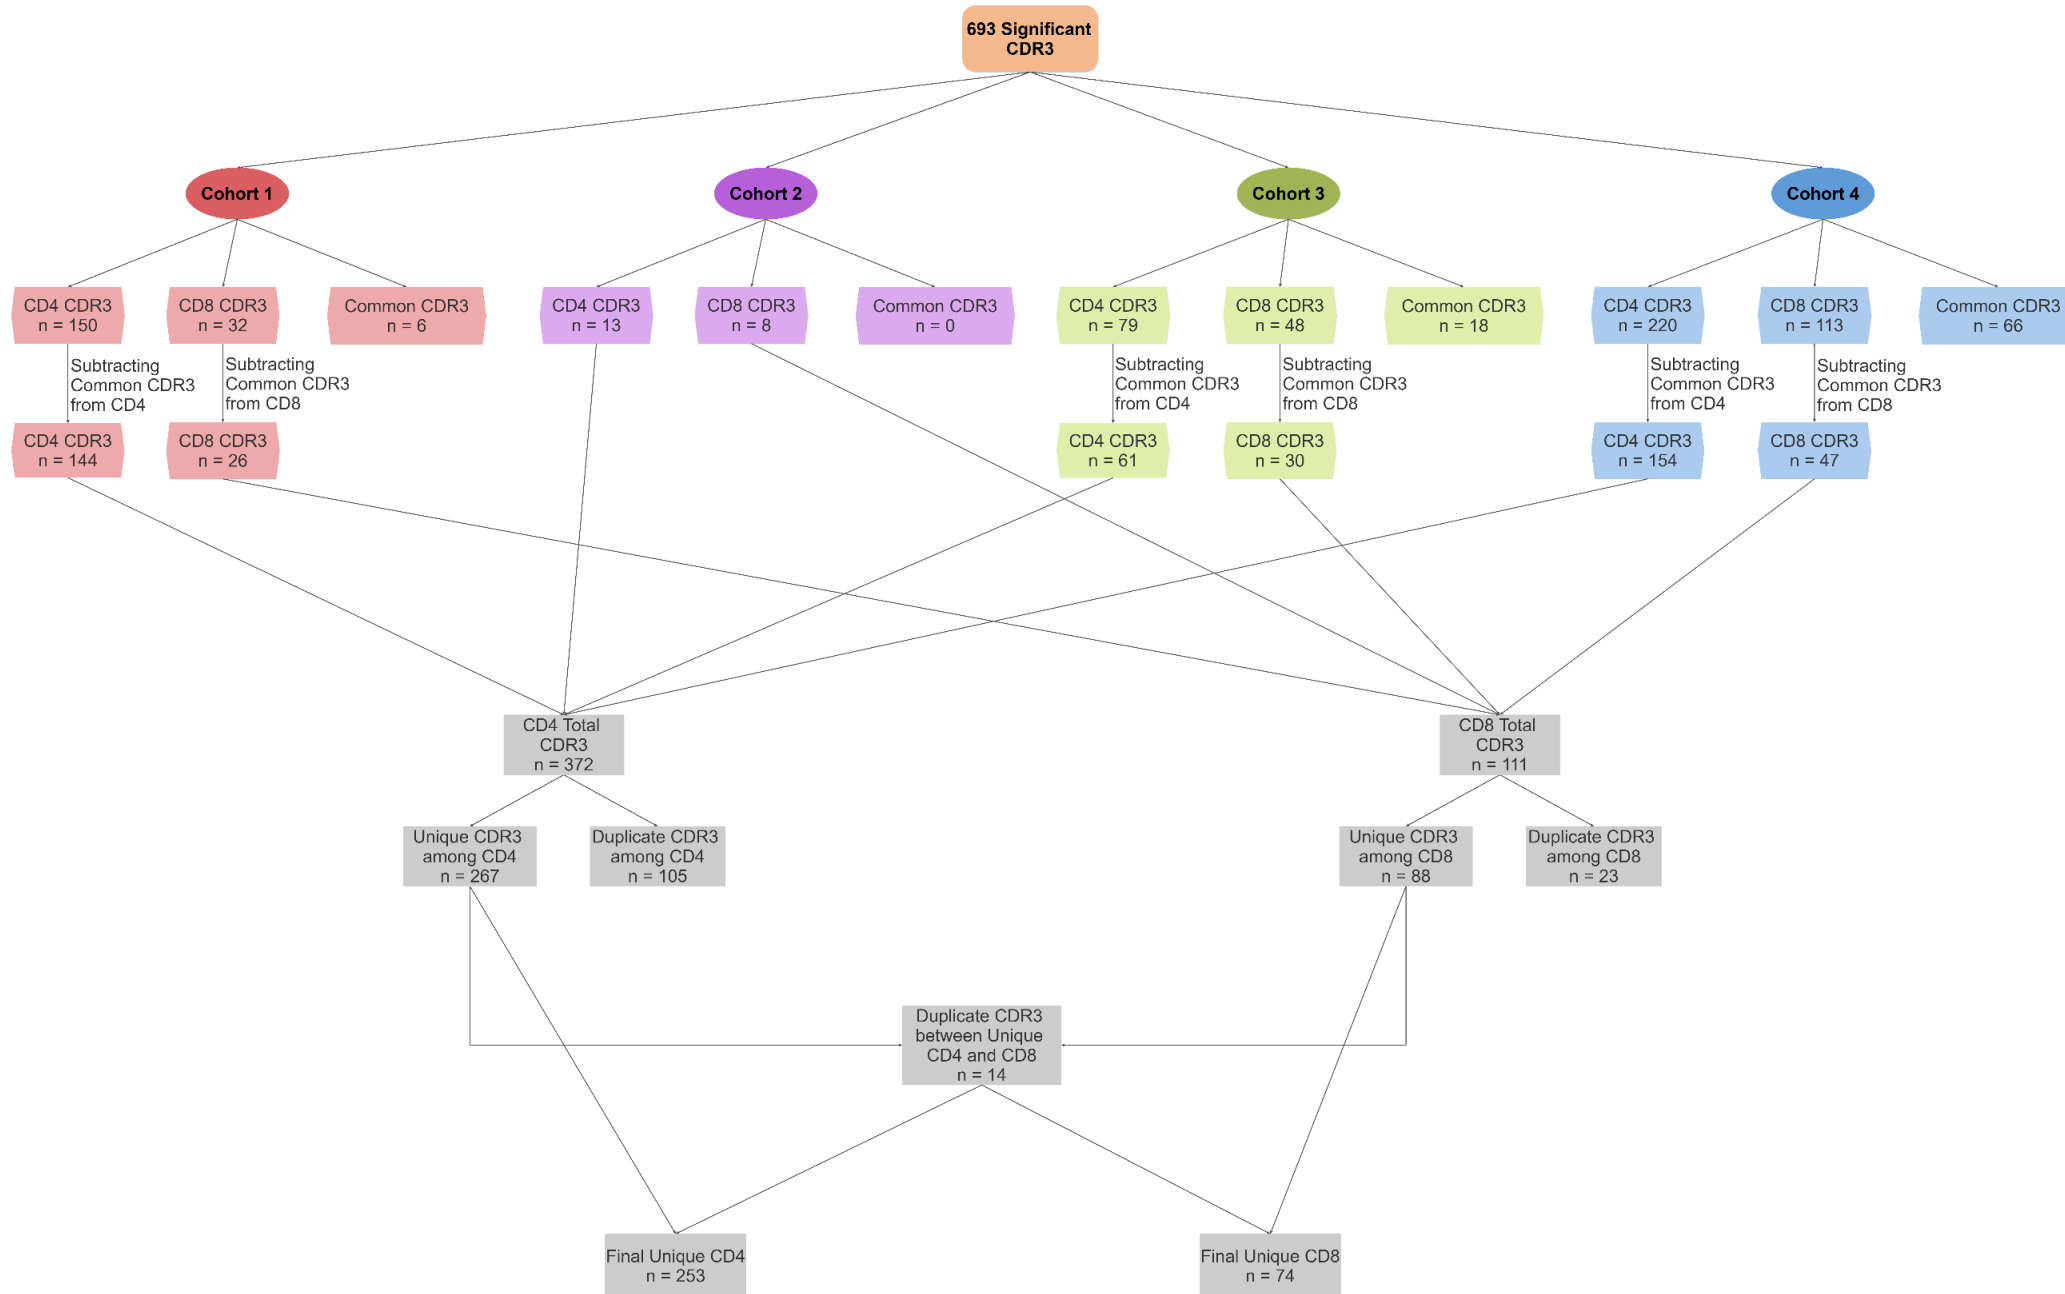 693 Significant
CDR3
Cohort 1
Cohort 2
Cohort 3
Cohort 4
CD4 CDR3
n = 150
CD8 CDR3
n = 32
Common CDR3
n = 6
CD4 CDR3
n = 13
CD8 CDR3
n = 8
Common CDR3
n = 0
CD4 CDR3
n = 79
CD8 CDR3
n = 48
Common CDR3
n = 18
CD4 CDR3
n = 220
CD8 CDR3
n = 113
Common CDR3
n = 66
Subtracting
Common CDR3
from CD4
Subtracting
Common CDR3
from CD8
Subtracting
Common CDR3
from CD4
Subtracting
Common CDR3
from CD8
Subtracting
Common CDR3
from CD4
Subtracting
Common CDR3
from CD8
CD4 CDR3
n = 144
CD8 CDR3
n = 26
CD4 CDR3
n = 61
CD8 CDR3
n = 30
CD4 CDR3
n = 154
CD8 CDR3
n = 47
CD4 Total
CDR3
n = 372
CD8 Total
CDR3
n = 111
Unique CDR3
among CD4
n = 267
Duplicate CDR3
among CD4
n = 105
Unique CDR3
among CD8
n = 88
Duplicate CDR3
among CD8
n = 23
Duplicate CDR3
between Unique
CD4 and CD8
n = 14
Final Unique CD4
n = 253
Final Unique CD8
n = 74